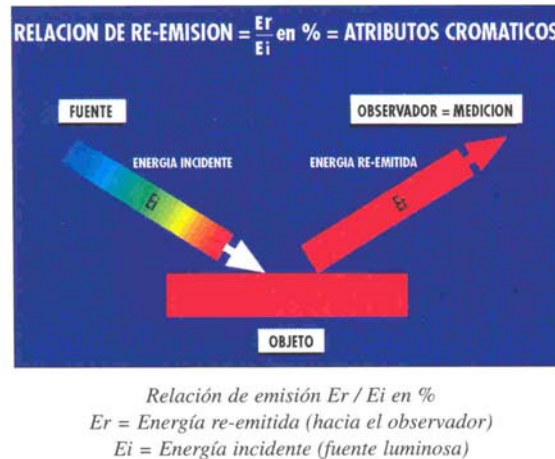 RELACION DE RE-EMISION = Er/Ei en % = ATRIBUTOS CROMATICOS
FUENTE
OBSERVADOR = MEDICION
ENERGIA INCIDENTE
ENERGIA RE-EMITIDA
Ei
Er
OBJETO
Relación de emisión Er / Ei en %
Er = Energía re-emitida (hacia el observador)
Ei = Energía incidente (fuente luminosa)